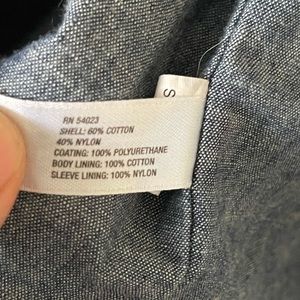 RN 54023
SHELL: 60% COTTON
40% NYLON
COATING: 100% POLYURETHANE
BODY LINING: 100% COTTON
SLEEVE LINING: 100% NYLON
S